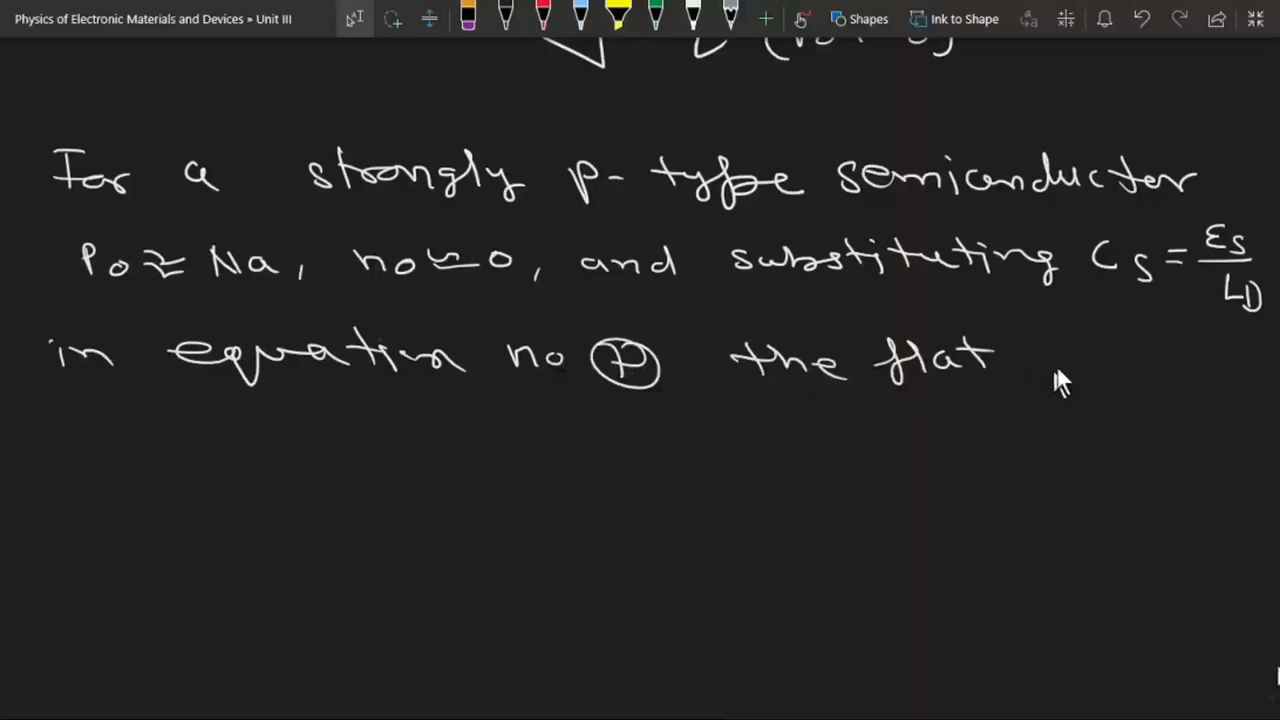 Physics of Electronic Materials and Devices » Unit III
Shapes
Ink to Shape
For a strongly p-type semiconductor
Po ≈ Na, no ≃ 0, and substituting Cs = εs/LD
in equation no Ⓟ the flat